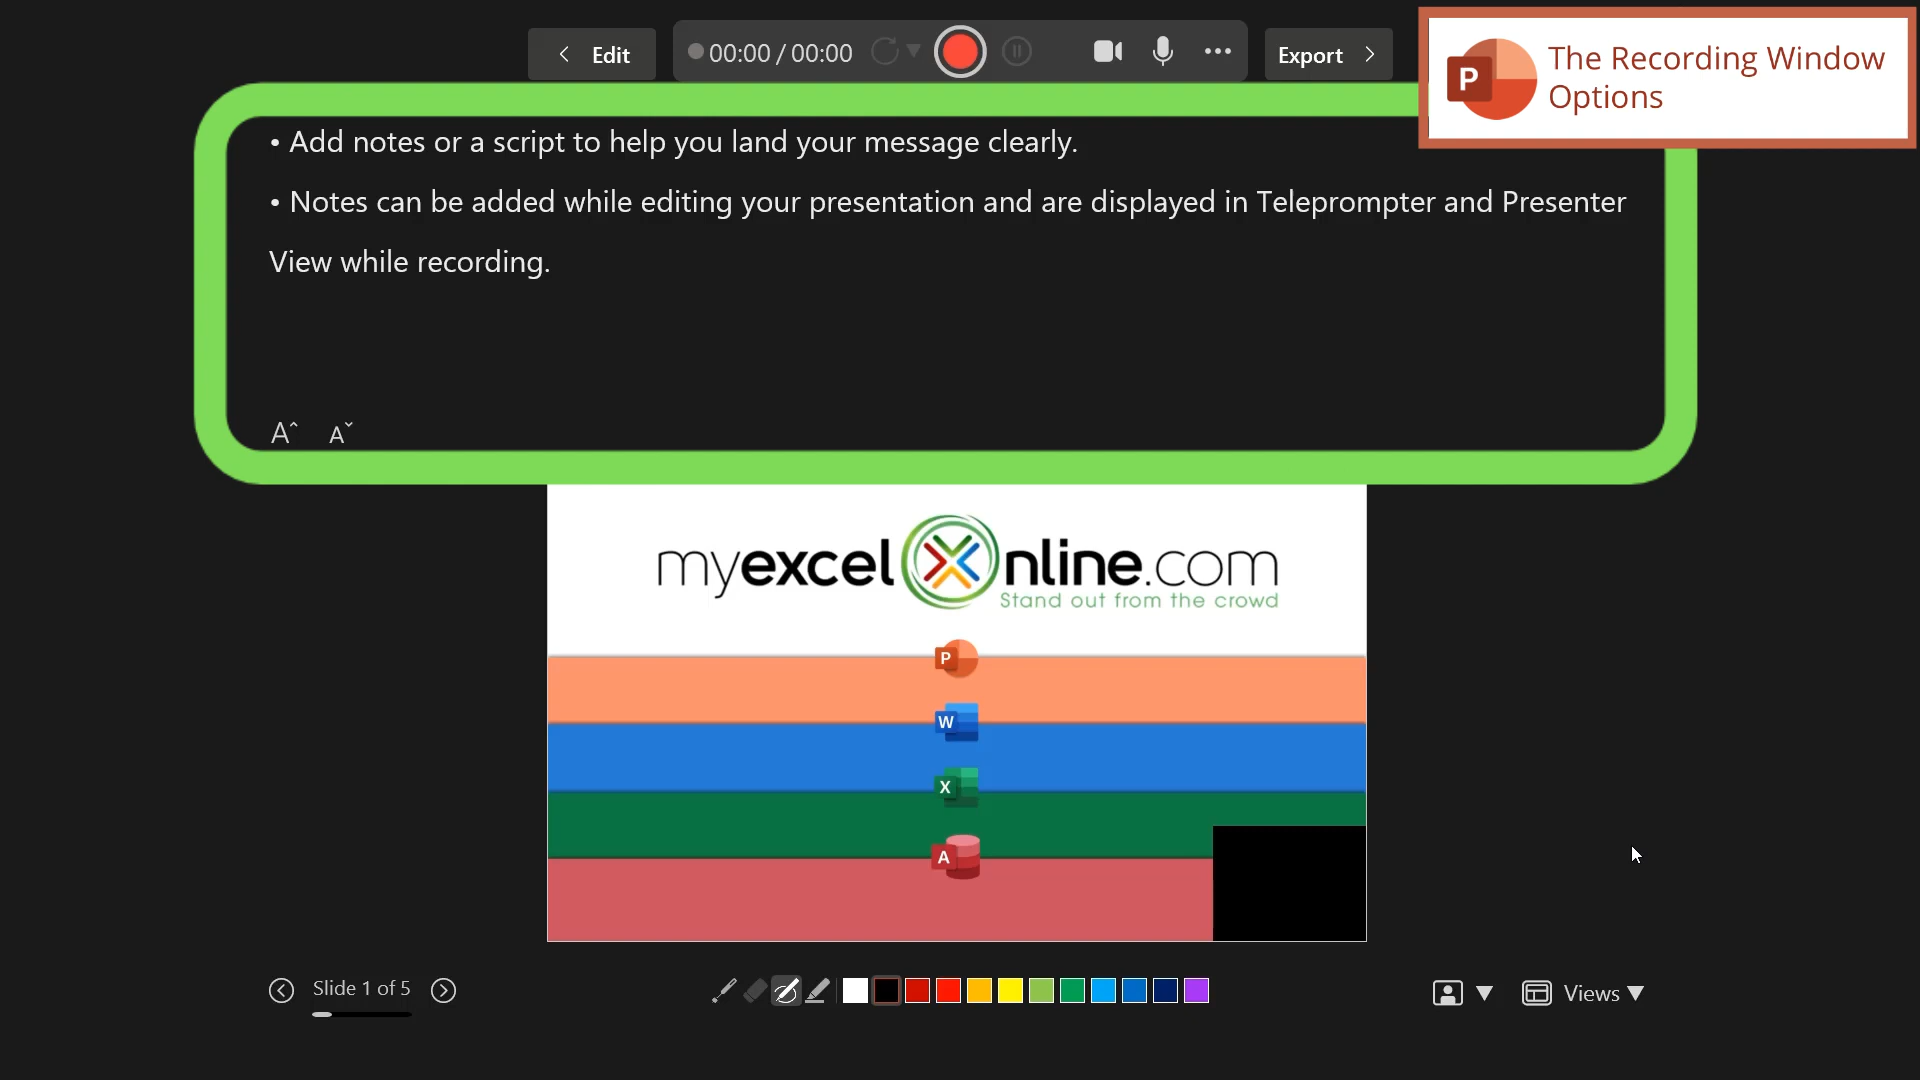 Edit
00:00 / 00:00
Export
The Recording Window
Options
• Add notes or a script to help you land your message clearly.
• Notes can be added while editing your presentation and are displayed in Teleprompter and Presenter
View while recording.
A A
myexcelOnline.com
Stand out from the crowd
P
W
X
A
Slide 1 of 5
Views